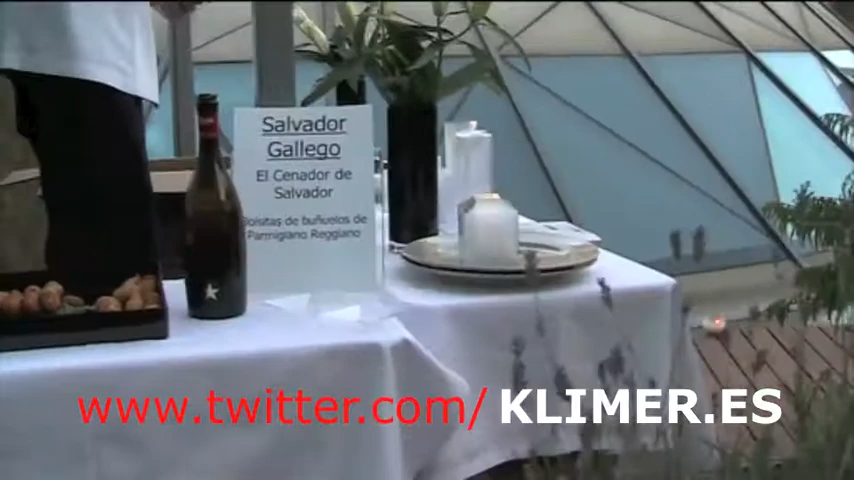 Salvador
Gallego
El Cenador de
Salvador
Bolsitas de buñuelos de
Parmigiano Reggiano
www.twitter.com/ KLIMER.ES